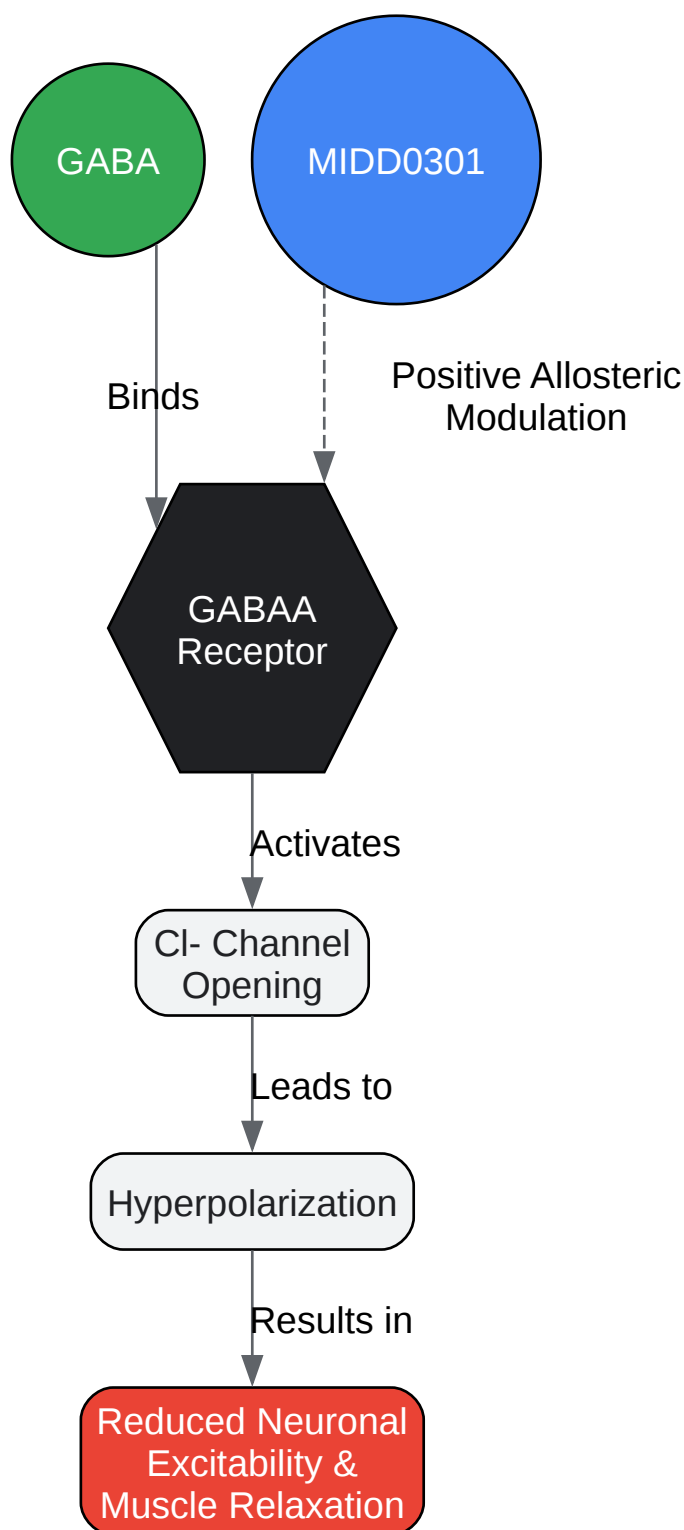 GABA
MIDD0301
Binds
Positive Allosteric
Modulation
GABAA
Receptor
Activates
Cl- Channel
Opening
Leads to
Hyperpolarization
Results in
Reduced Neuronal
Excitability &
Muscle Relaxation